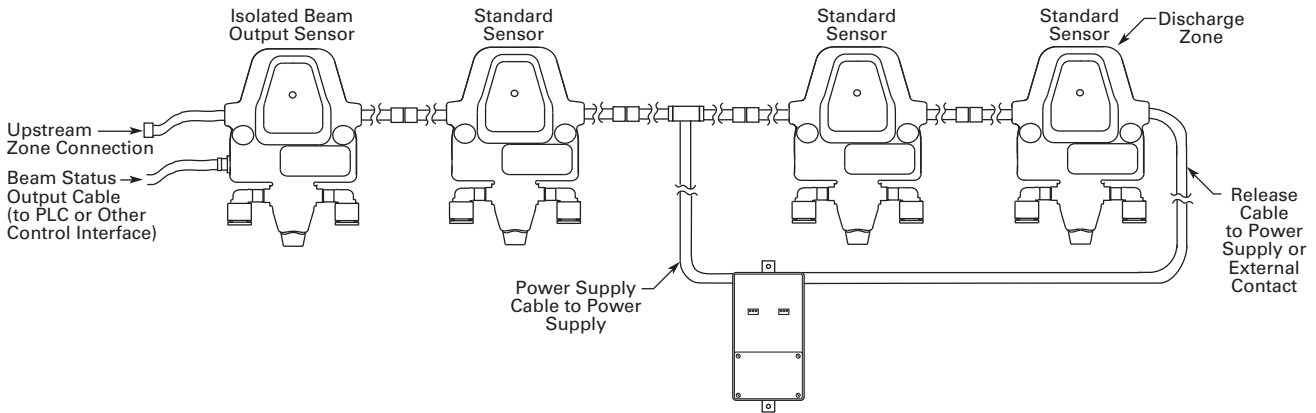 Isolated Beam
Output Sensor
Standard
Sensor
Standard
Sensor
Standard
Sensor
Discharge
Zone
Upstream
Zone Connection
Beam Status
Output Cable
(to PLC or Other
Control Interface)
Power Supply
Cable to Power
Supply
Release
Cable
to Power
Supply or
External
Contact